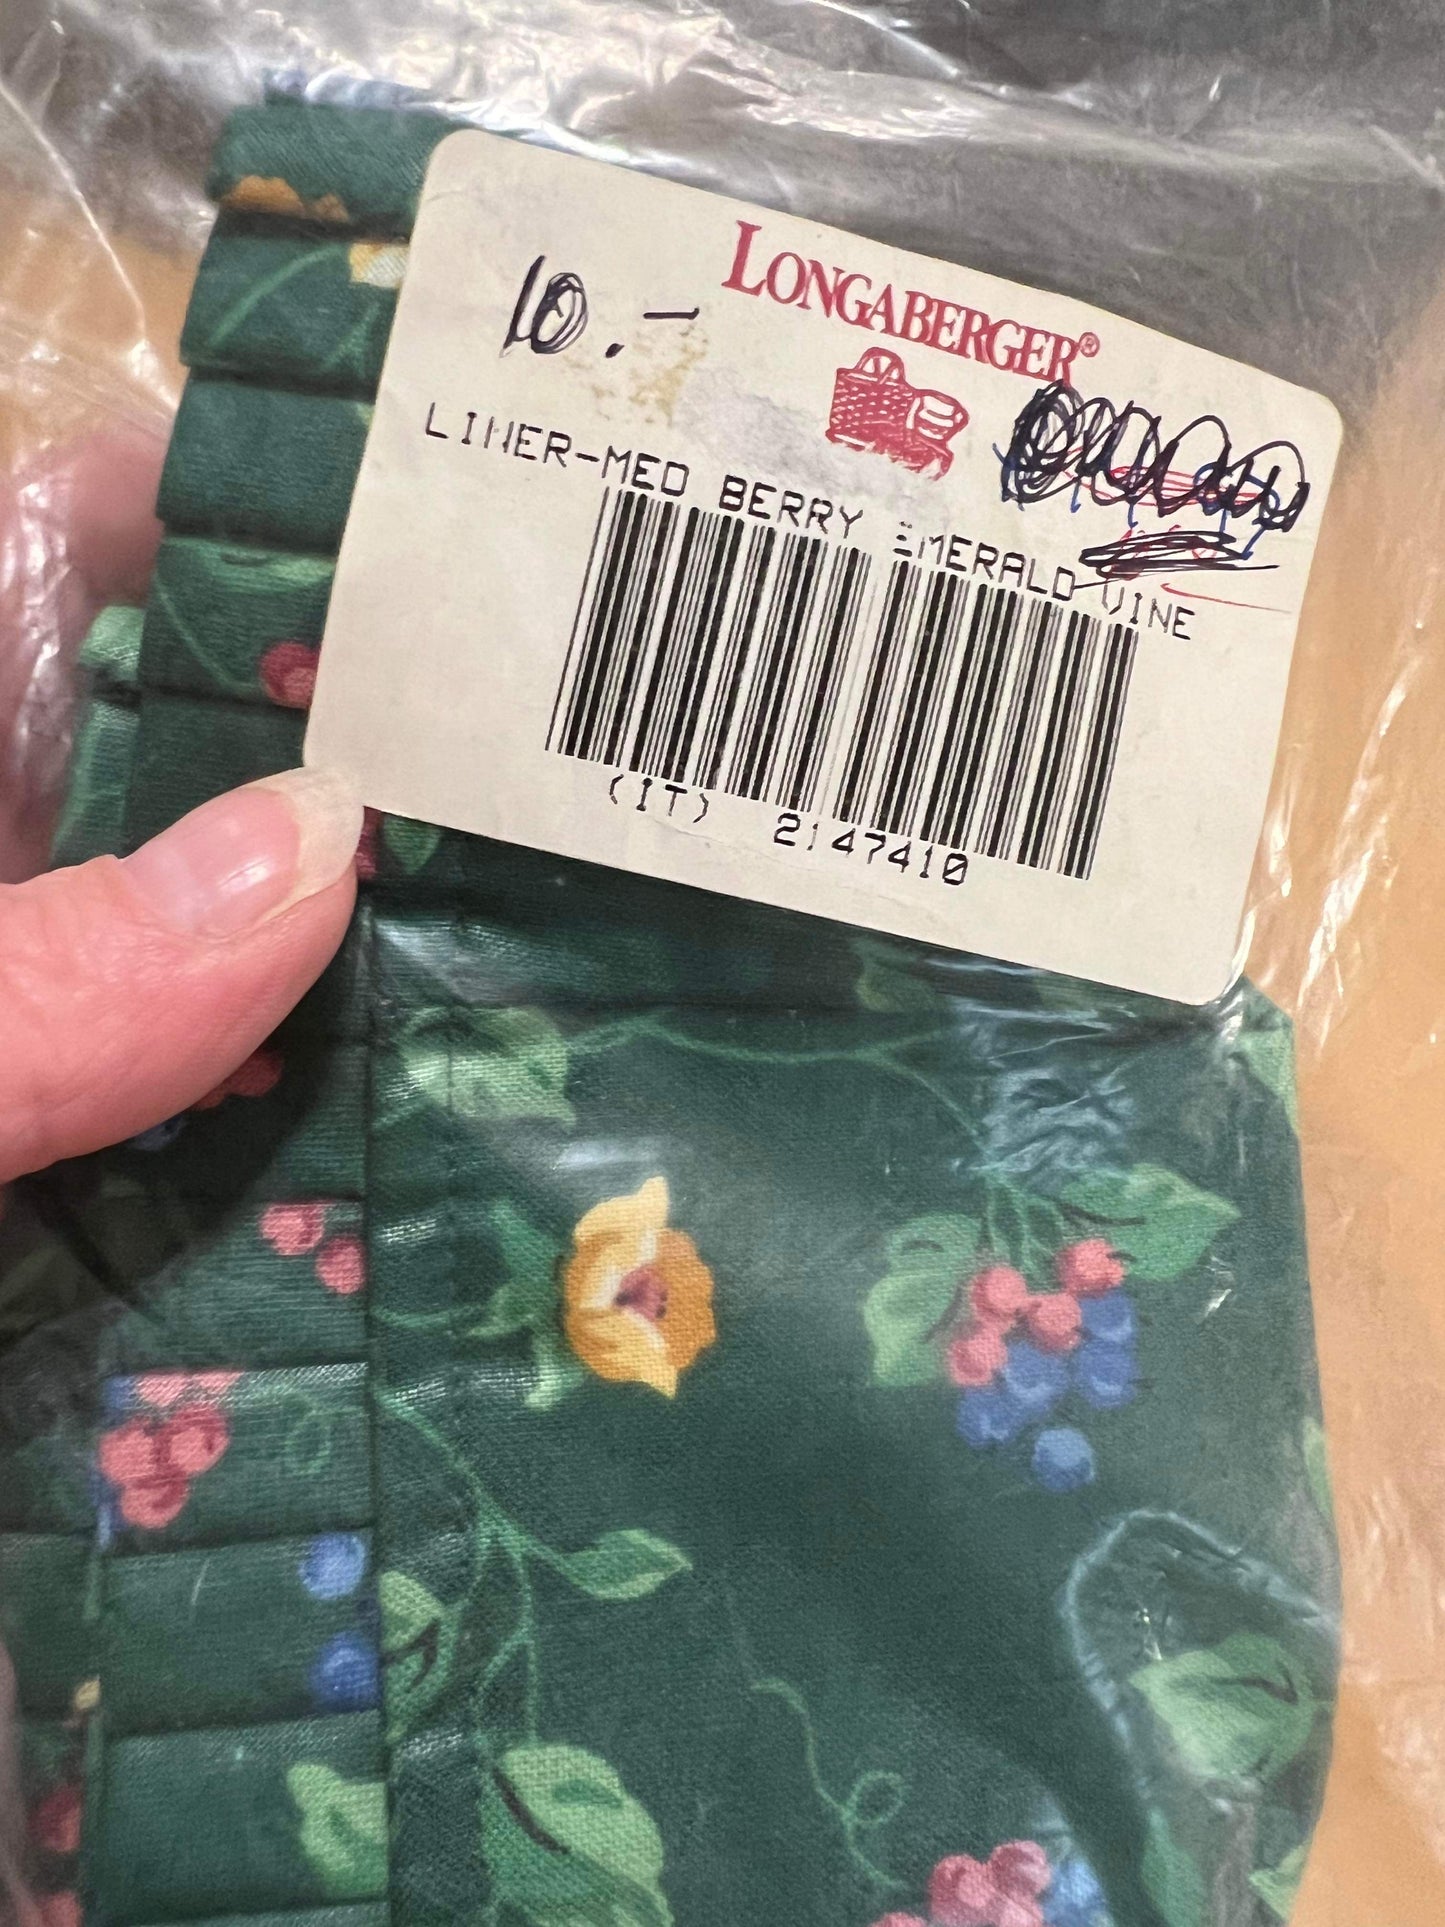 LONGABERGER®
10.-
LINER-MED BERRY EMERALD VINE
(IT) 2147410